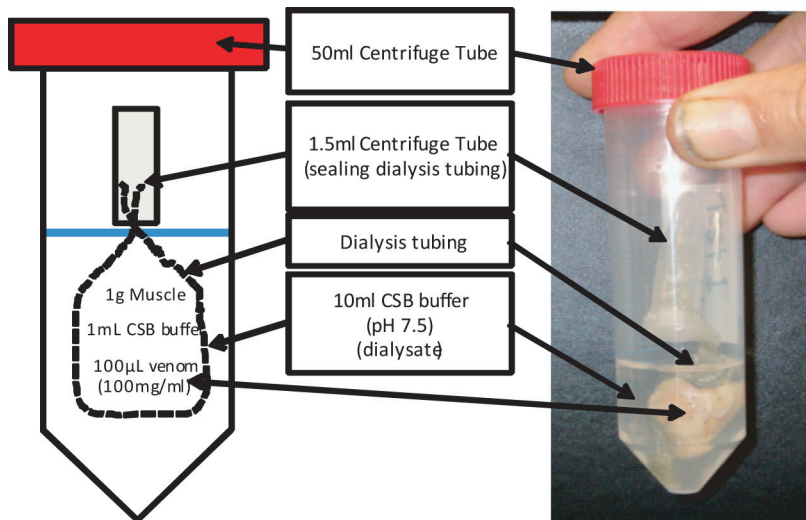 50ml Centrifuge Tube
1.5ml Centrifuge Tube
(sealing dialysis tubing)
Dialysis tubing
10ml CSB buffer
(pH 7.5)
(dialysate)
1g Muscle
1mL CSB buffer
100µL venom
(100mg/ml)